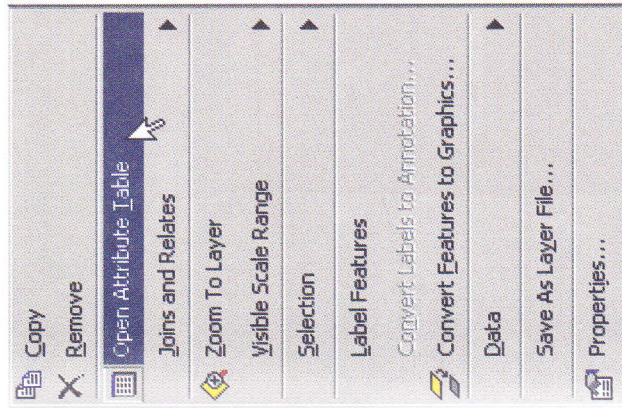 Copy
Remove
Open Attribute Table
Joins and Relates
Zoom To Layer
Visible Scale Range
Selection
Label Features
Convert Labels to Annotation...
Convert Features to Graphics...
Data
Save As Layer File...
Properties...